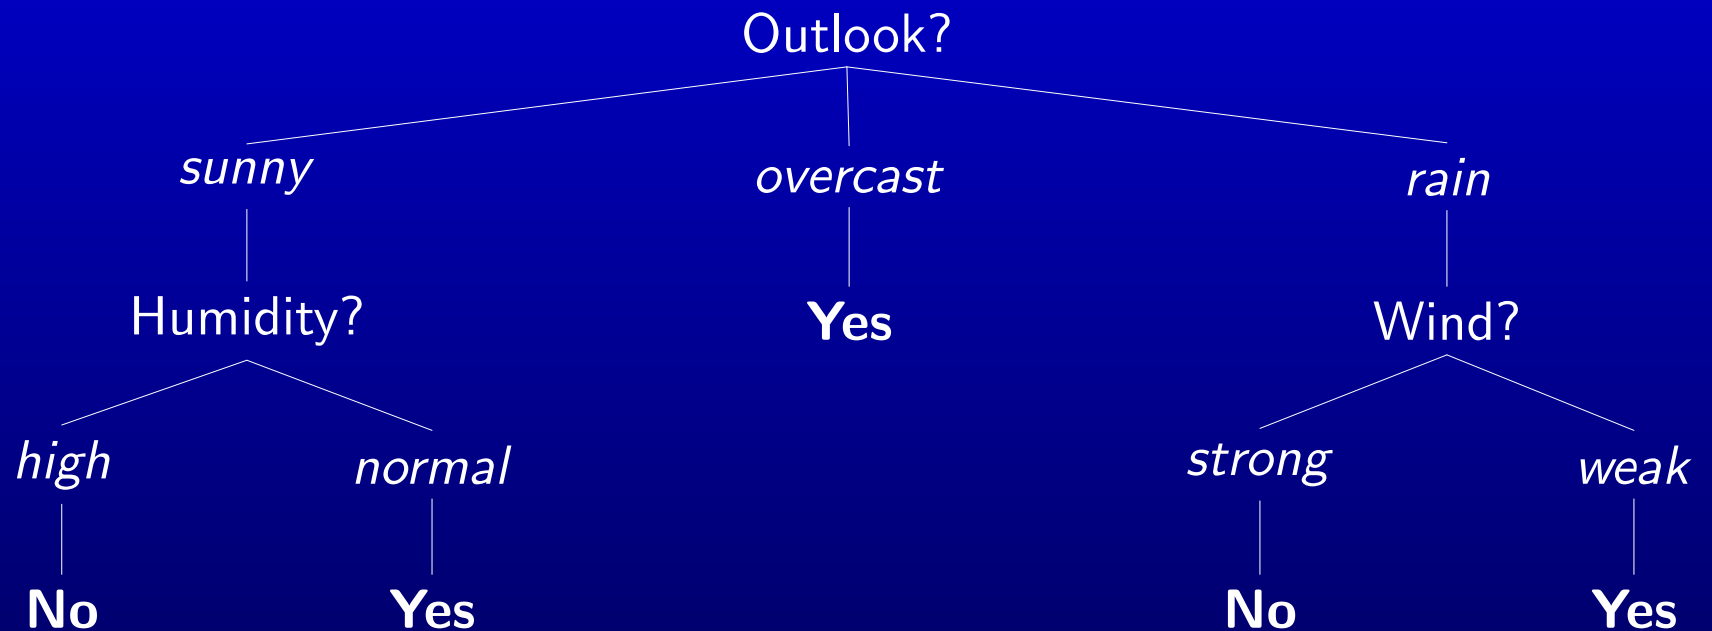 Outlook?
sunny overcast rain
Humidity? Yes Wind?
high normal strong weak
No Yes No Yes